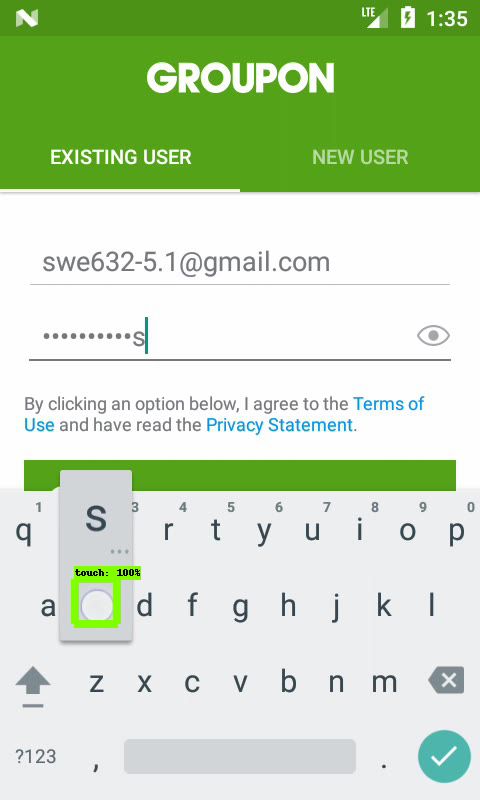 LTE 1:35
GROUPON
EXISTING USER NEW USER
swe632-5.1@gmail.com
••••••••••s
By clicking an option below, I agree to the Terms of
Use and have read the Privacy Statement.
s
...
1 3 4 5 6 7 8 9 0
q r t y u i o p
touch: 100%
a d f g h j k l
z x c v b n m
?123 , .